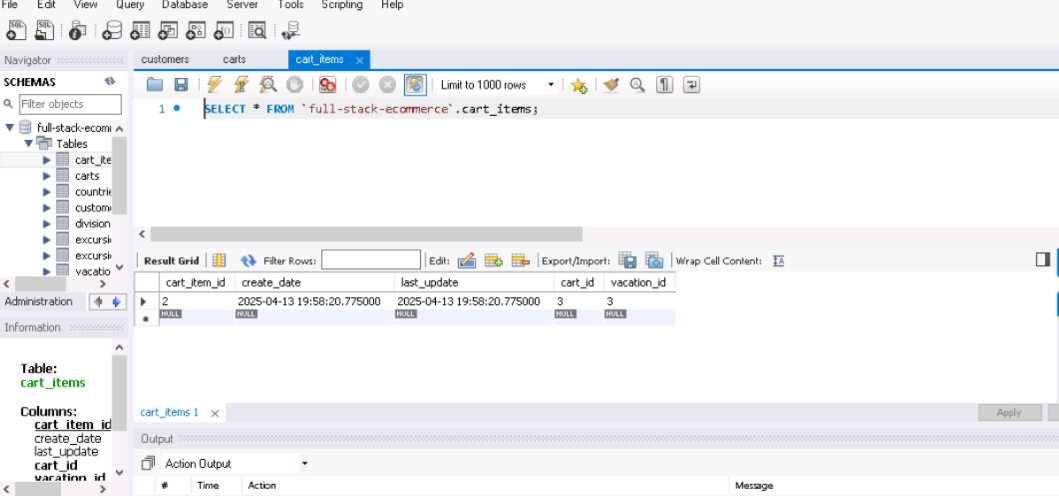 File Edit View Query Database Server Tools Scripting Help
Navigator customers carts cart_items
SCHEMAS Limit to 1000 rows
Filter objects
1 SELECT * FROM `full-stack-ecommerce`.cart_items;
full-stack-ecom
Tables
cart_ite
carts
countrie
custom
division
excursi
excursi
vacatio
Result Grid Filter Rows: Edit: Export/Import: Wrap Cell Content: IA
cart_item_id create_date last_update cart_id vacation_id
2 2025-04-13 19:58:20.775000 2025-04-13 19:58:20.775000 3 3
NULL NULL NULL NULL NULL
Administration
Information
Table:
cart_items
Columns:
cart_item_id
create_date
last_update
cart_id
vacation_id
cart_items 1 Apply
Output
Action Output
# Time Action Message